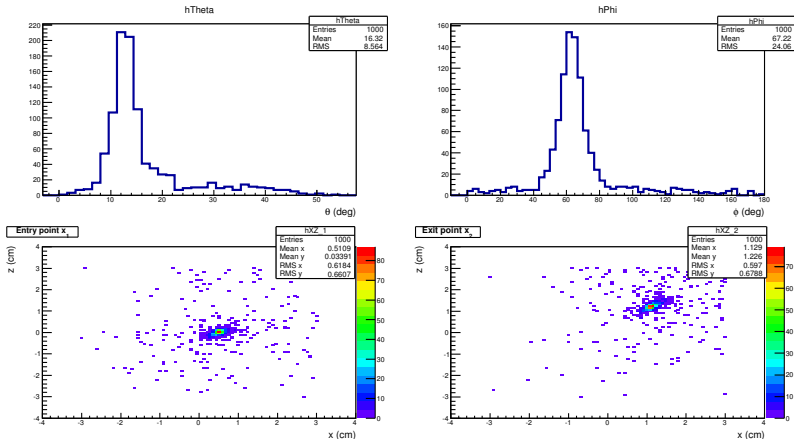 hTheta
hTheta
Entries 1000
Mean 16.32
RMS 8.564
220
200
180
160
140
120
100
80
60
40
20
0
0 10 20 30 40 50
θ (deg)
hPhi
hPhi
Entries 1000
Mean 67.22
RMS 24.06
160
140
120
100
80
60
40
20
0
0 20 40 60 80 100 120 140 160 180
ϕ (deg)
Entry point x_1
hXZ_1
Entries 1000
Mean x 0.5109
Mean y 0.03391
RMS x 0.6184
RMS y 0.6607
z (cm)
4
3
2
1
0
-1
-2
-3
-4
-4 -3 -2 -1 0 1 2 3 4
x (cm)
80
70
60
50
40
30
20
10
0
Exit point x_2
hXZ_2
Entries 1000
Mean x 1.129
Mean y 1.226
RMS x 0.597
RMS y 0.6788
z (cm)
4
3
2
1
0
-1
-2
-3
-4
-4 -3 -2 -1 0 1 2 3 4
x (cm)
70
60
50
40
30
20
10
0